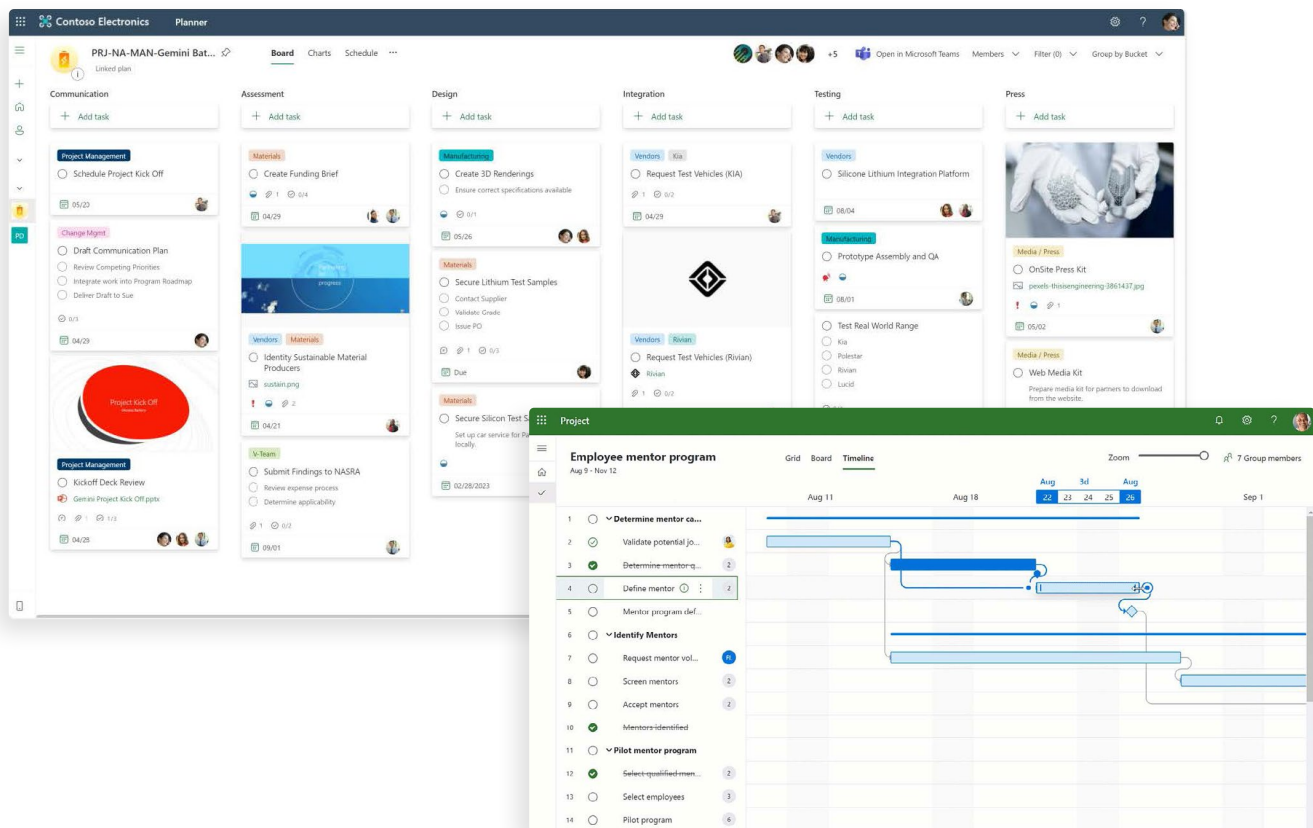 Contoso Electronics
Planner
PRJ-NA-MAN-Gemini Bat...
Linked plan
Board
Charts
Schedule
+5
Open in Microsoft Teams
Members
Filter (0)
Group by Bucket
Communication
Add task
Project Management
Schedule Project Kick Off
05/23
Change Mgmt
Draft Communication Plan
Review Competing Priorities
Integrate work into Program Roadmap
Deliver Draft to Sue
0/3
04/29
Project Kick Off
Project Management
Kickoff Deck Review
Gemini Project Kick Off.pptx
1
1/3
04/28
Assessment
Add task
Materials
Create Funding Brief
1
0/4
04/29
progress
Vendors
Materials
Identity Sustainable Material
Producers
sustain.png
2
04/21
V-Team
Submit Findings to NASRA
Review expense process
Determine applicability
1
0/2
09/01
Design
Add task
Manufacturing
Create 3D Renderings
Ensure correct specifications available
0/1
05/26
Materials
Secure Lithium Test Samples
Contact Supplier
Validate Grade
Issue PO
1
0/3
Due
Materials
Secure Silicon Test S
Set up car service for Pa
locally.
02/28/2023
Integration
Add task
Vendors
Kia
Request Test Vehicles (KIA)
1
0/2
04/29
Vendors
Rivian
Request Test Vehicles (Rivian)
Rivian
1
0/2
Testing
Add task
Vendors
Silicone Lithium Integration Platform
08/04
Manufacturing
Prototype Assembly and QA
08/01
Test Real World Range
Kia
Polestar
Rivian
Lucid
Press
Add task
Media / Press
OnSite Press Kit
pexels-thisisengineering-3861437.jpg
1
05/02
Media / Press
Web Media Kit
Prepare media kit for partners to download
from the website.
PD
Project
Employee mentor program
Aug 9 - Nov 12
Grid
Board
Timeline
Zoom
7 Group members
Aug 3d Aug
Aug 11
Aug 18
22 23 24 25 26
Sep 1
1 Determine mentor ca...
2 Validate potential jo...
3 Determine mentor q... 2
4 Define mentor 2
5 Mentor program def...
6 Identify Mentors
7 Request mentor vol...
8 Screen mentors 2
9 Accept mentors 2
10 Mentors identified
11 Pilot mentor program
12 Select qualified men... 2
13 Select employees 3
14 Pilot program 6